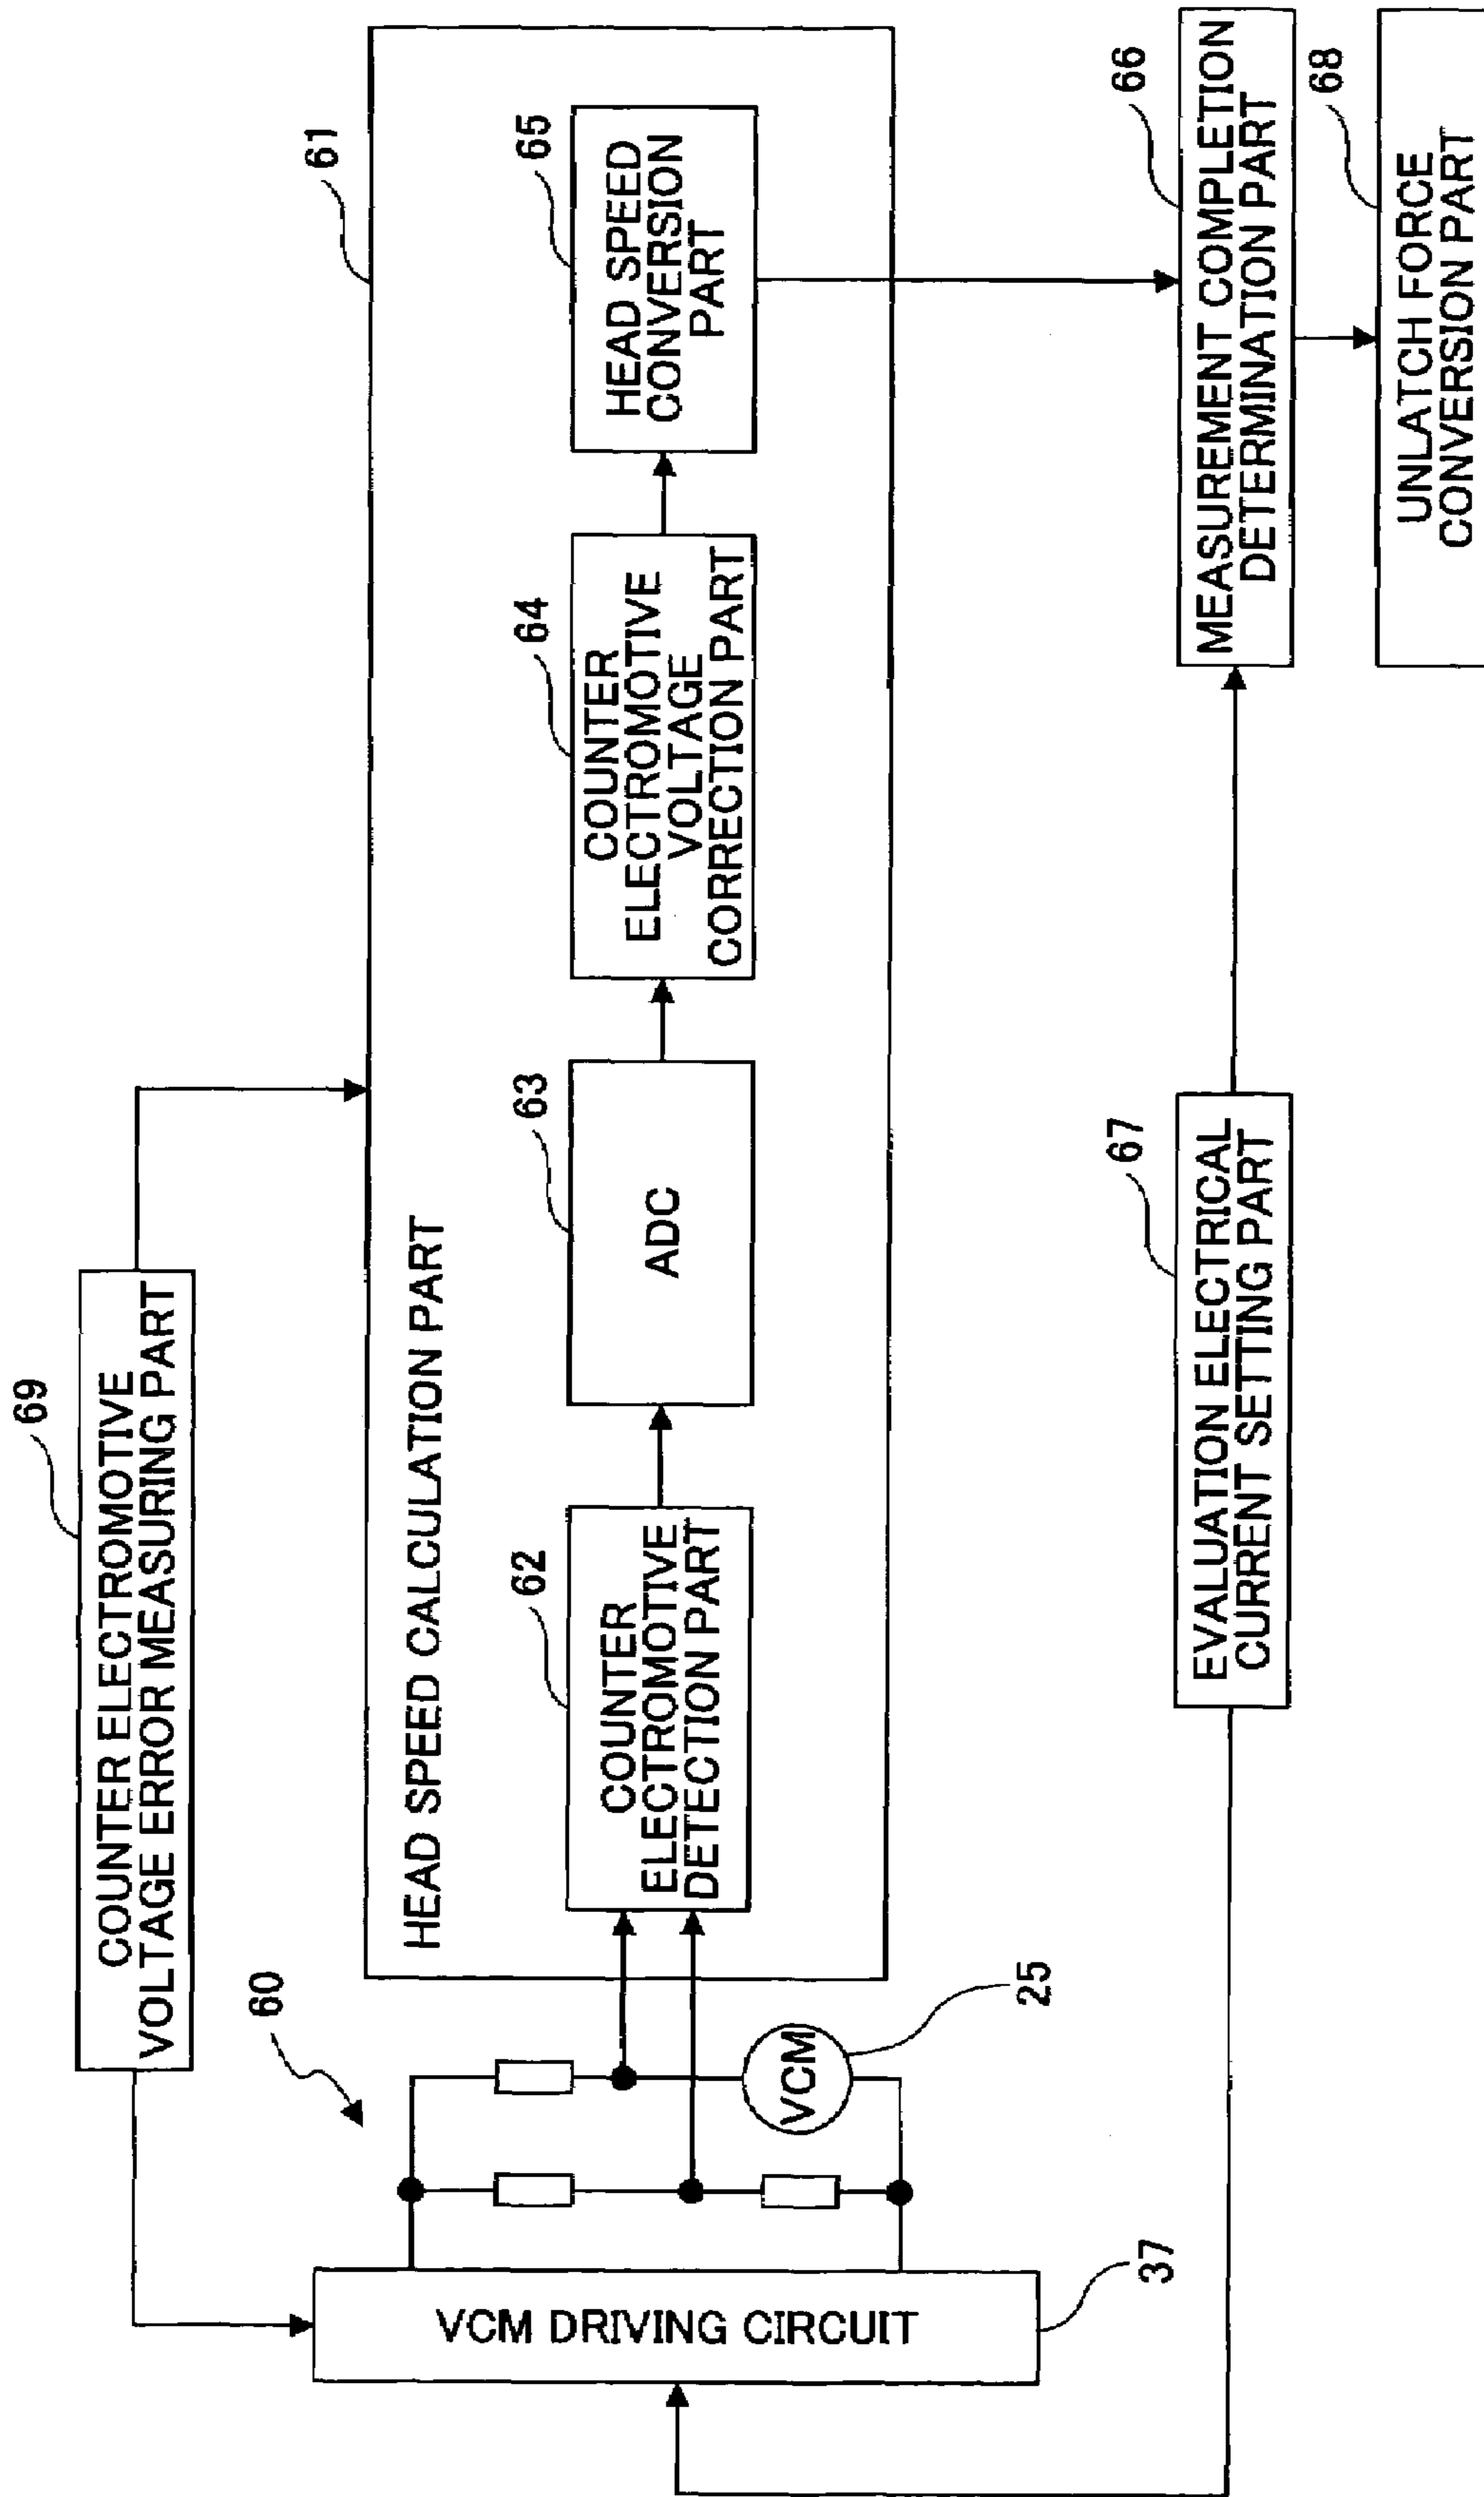 69
COUNTER ELECTROMOTIVE
VOLTAGE ERROR MEASURING PART
60
61
HEAD SPEED CALCULATION PART
62
COUNTER
ELECTROMOTIVE
DETECTION PART
63
ADC
64
COUNTER
ELECTROMOTIVE
VOLTAGE
CORRECTION PART
65
HEAD SPEED
CONVERSION
PART
VCM DRIVING CIRCUIT
37
VCM
25
67
EVALUATION ELECTRICAL
CURRENT SETTING PART
66
MEASUREMENT COMPLETION
DETERMINATION PART
68
UNLATCH FORCE
CONVERSION PART